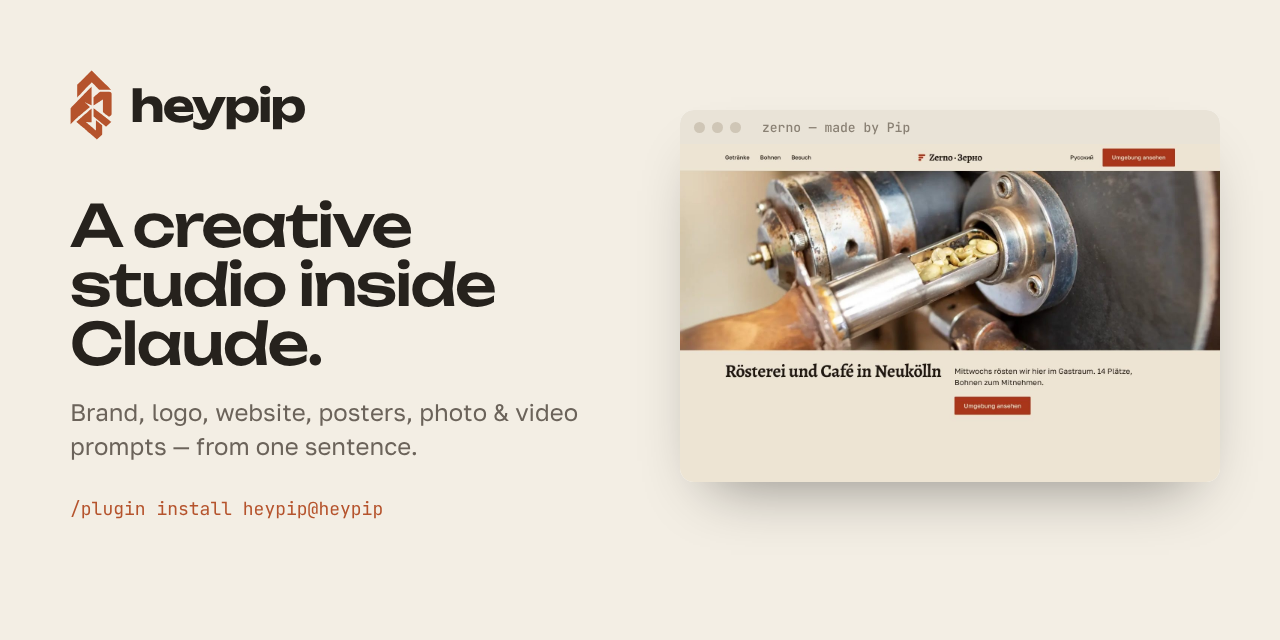 heypip
A creative
studio inside
Claude.
Brand, logo, website, posters, photo & video
prompts — from one sentence.
/plugin install heypip@heypip
zerno — made by Pip
Getränke Bohnen Besuch Zerno · Зерно Русский Umgebung ansehen
Rösterei und Café in Neukölln
Mittwochs rösten wir hier im Gastraum. 14 Plätze,
Bohnen zum Mitnehmen.
Umgebung ansehen